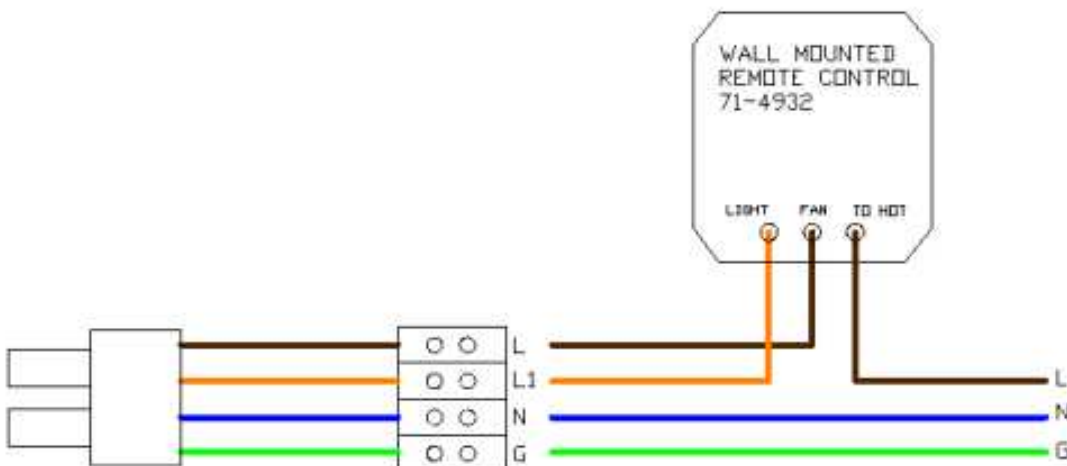 WALL MOUNTED
REMOTE CONTROL
71-4932
LIGHT FAN TO HOT
L
L1 L
N N
G G